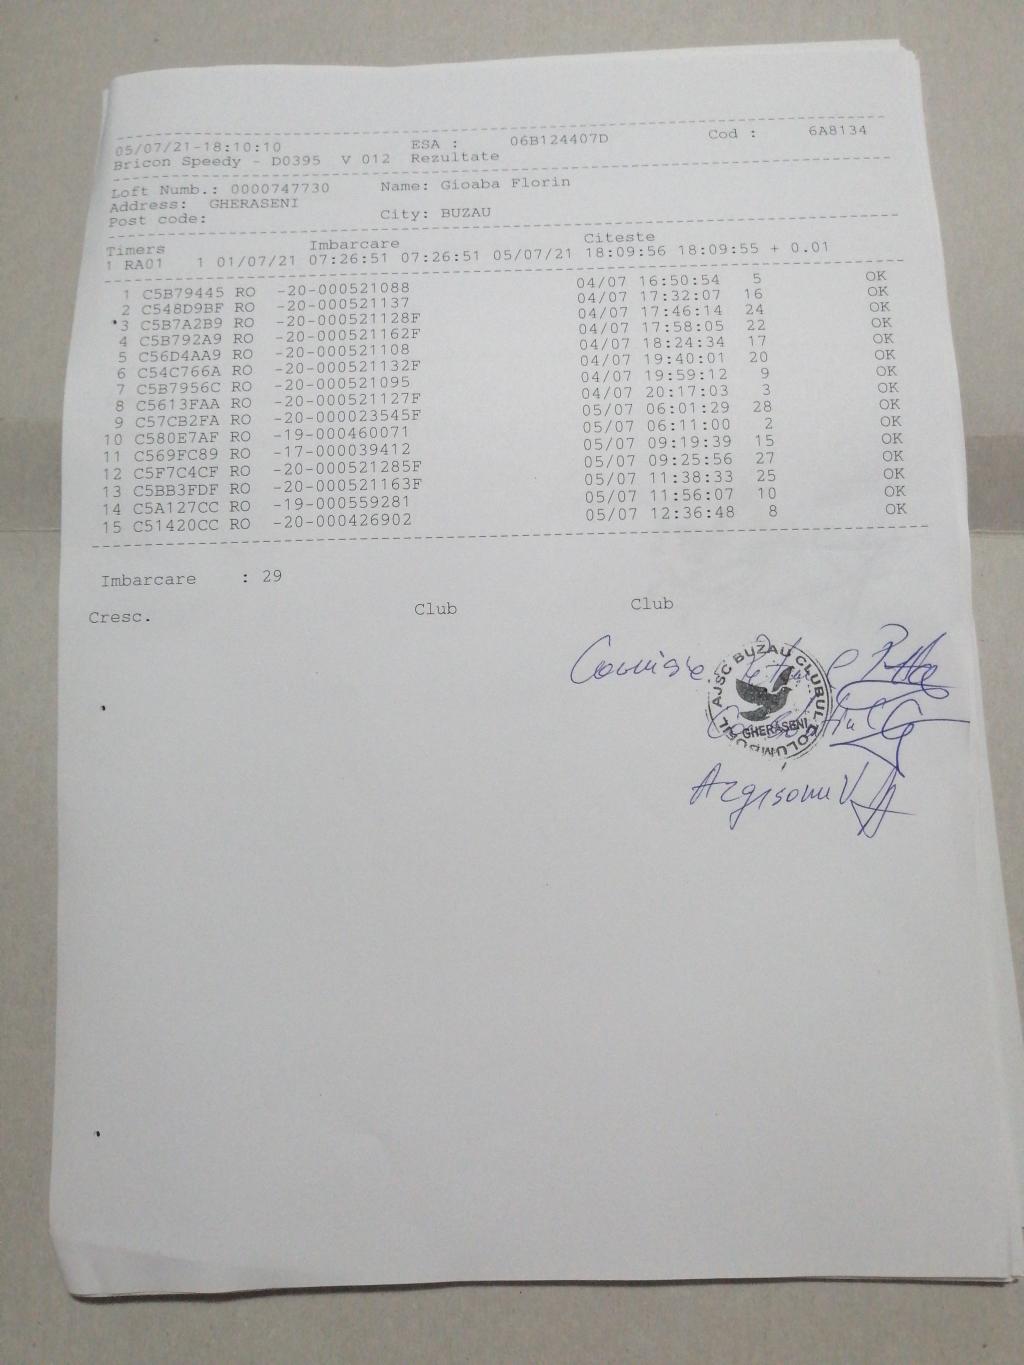 05/07/21-18:10:10 ESA : 06B124407D Cod : 6A8134
Bricon Speedy - D0395 V 012 Rezultate
Loft Numb.: 0000747730 Name: Gioaba Florin
Address: GHERASENI
Post code: City: BUZAU
Timers Imbarcare Citeste
1 RA01 1 01/07/21 07:26:51 07:26:51 05/07/21 18:09:56 18:09:55 + 0.01
1 C5B79445 RO -20-000521088 04/07 16:50:54 5 OK
2 C548D9BF RO -20-000521137 04/07 17:32:07 16 OK
3 C5B7A2B9 RO -20-000521128F 04/07 17:46:14 24 OK
4 C5B792A9 RO -20-000521162F 04/07 17:58:05 22 OK
5 C56D4AA9 RO -20-000521108 04/07 18:24:34 17 OK
6 C54C766A RO -20-000521132F 04/07 19:40:01 20 OK
7 C5B7956C RO -20-000521095 04/07 19:59:12 9 OK
8 C5613FAA RO -20-000521127F 04/07 20:17:03 3 OK
9 C57CB2FA RO -20-000023545F 05/07 06:01:29 28 OK
10 C580E7AF RO -19-000460071 05/07 06:11:00 2 OK
11 C569FC89 RO -17-000039412 05/07 09:19:39 15 OK
12 C5F7C4CF RO -20-000521285F 05/07 09:25:56 27 OK
13 C5BB3FDF RO -20-000521163F 05/07 11:38:33 25 OK
14 C5A127CC RO -19-000559281 05/07 11:56:07 10 OK
15 C51420CC RO -20-000426902 05/07 12:36:48 8 OK
Imbarcare : 29
Cresc. Club Club
AJSC BUZAU CLUBUL COLUMBOFIL
GHERASENI